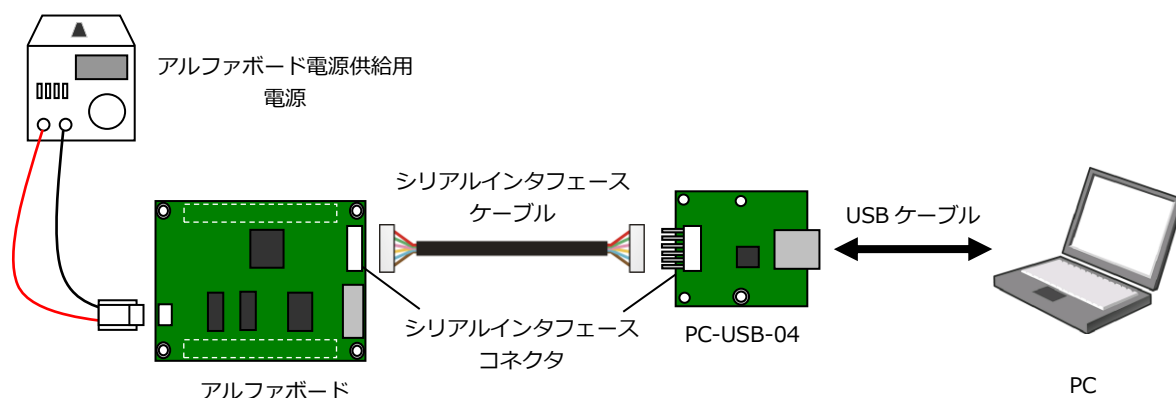 アルファボード電源供給用
電源
シリアルインタフェース
ケーブル
USB ケーブル
シリアルインタフェース
コネクタ
PC-USB-04
アルファボード
PC